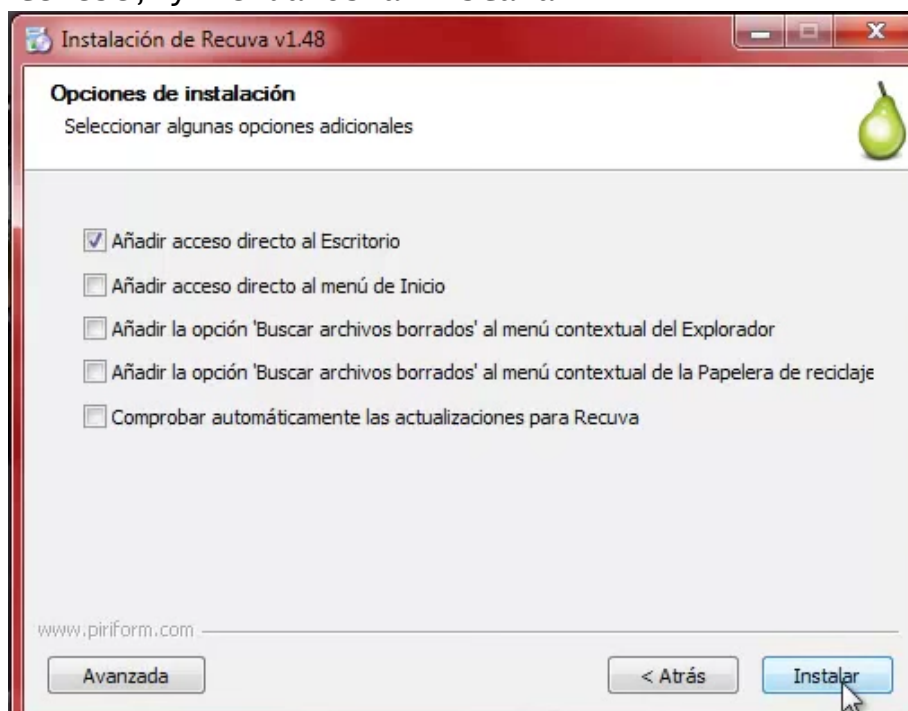 Instalación de Recuva v1.48
Opciones de instalación
Seleccionar algunas opciones adicionales
Añadir acceso directo al Escritorio
Añadir acceso directo al menú de Inicio
Añadir la opción 'Buscar archivos borrados' al menú contextual del Explorador
Añadir la opción 'Buscar archivos borrados' al menú contextual de la Papelera de reciclaje
Comprobar automáticamente las actualizaciones para Recuva
www.piriform.com
Avanzada
< Atrás
Instalar